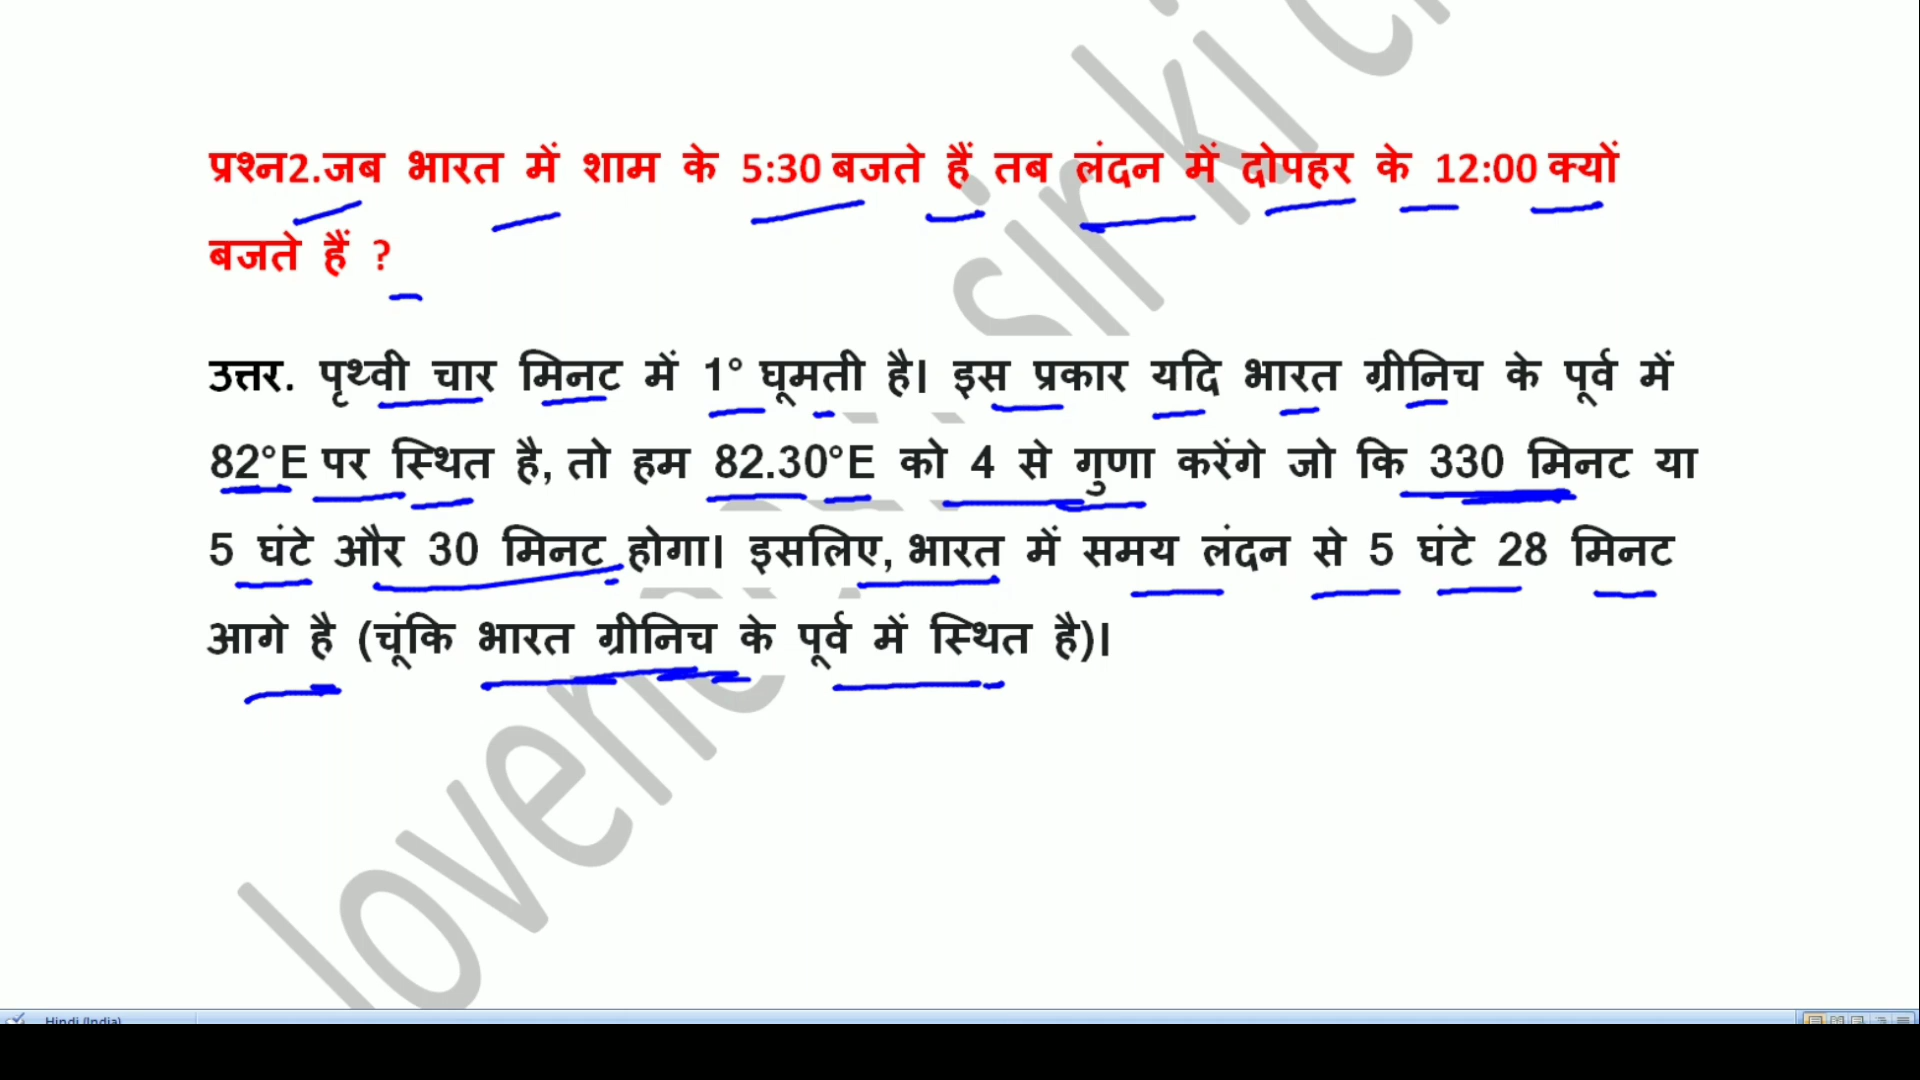 प्रश्न2.जब भारत में शाम के 5:30 बजते हैं तब लंदन में दोपहर के 12:00 क्यों
बजते हैं ?
उत्तर. पृथ्वी चार मिनट में 1° घूमती है। इस प्रकार यदि भारत ग्रीनिच के पूर्व में
82°E पर स्थित है, तो हम 82.30°E को 4 से गुणा करेंगे जो कि 330 मिनट या
5 घंटे और 30 मिनट होगा। इसलिए, भारत में समय लंदन से 5 घंटे 28 मिनट
आगे है (चूंकि भारत ग्रीनिच के पूर्व में स्थित है)।
Hindi (India)